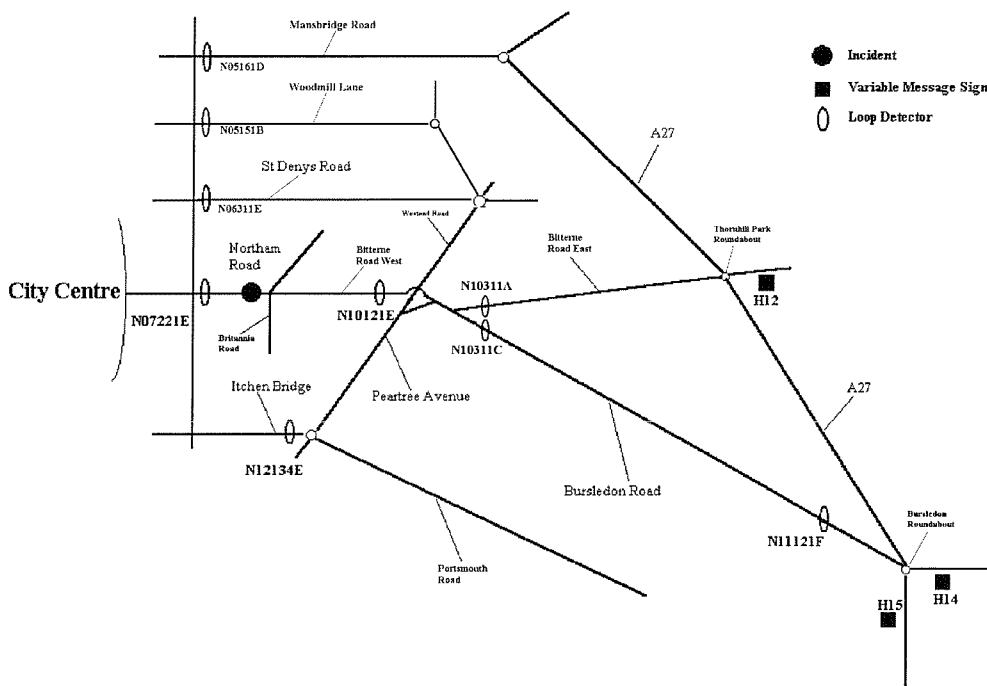 Mansbridge Road
N05161D
Woodmill Lane
N05151B
St Denys Road
N06311E
Incident
Variable Message Sign
Loop Detector
A27
Westend Road
Northam
Road
Bitterne
Road West
Bitterne
Road East
Thornhill Park
Roundabout
City Centre
N07221E
N10121E
N10311A
N10311C
H12
Britannia
Road
Itchen Bridge
Peartree Avenue
A27
N12134E
Bursledon Road
Portsmouth
Road
N11121F
Bursledon
Roundabout
H15
H14